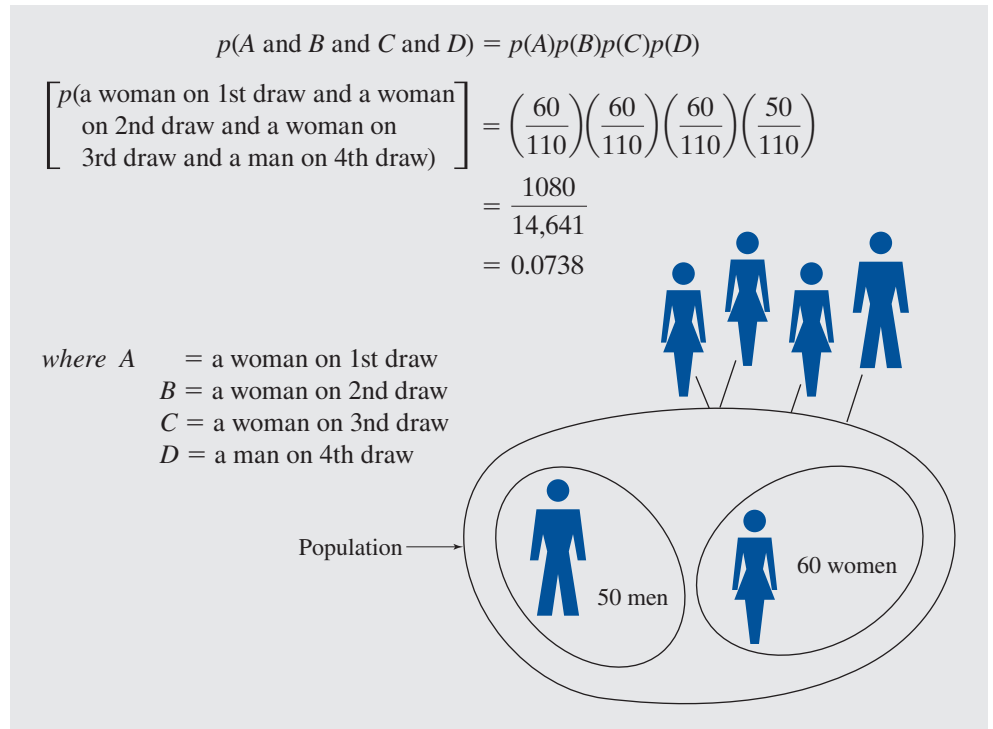 p(A and B and C and D) = p(A)p(B)p(C)p(D)
[p(a woman on 1st draw and a woman
on 2nd draw and a woman on
3rd draw and a man on 4th draw)] = (60/110)(60/110)(60/110)(50/110)
= 1080/14,641
= 0.0738
where A = a woman on 1st draw
B = a woman on 2nd draw
C = a woman on 3nd draw
D = a man on 4th draw
Population
50 men
60 women